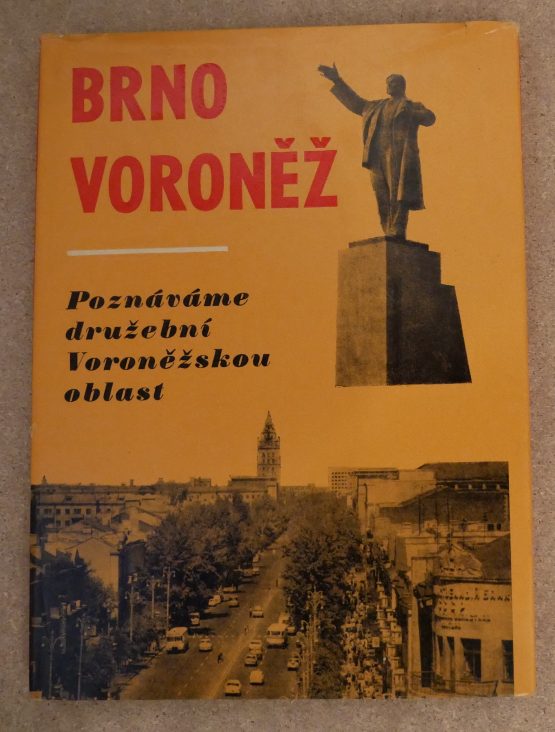 BRNO
VORONĚŽ
Poznáváme
družební
Voroněžskou
oblast